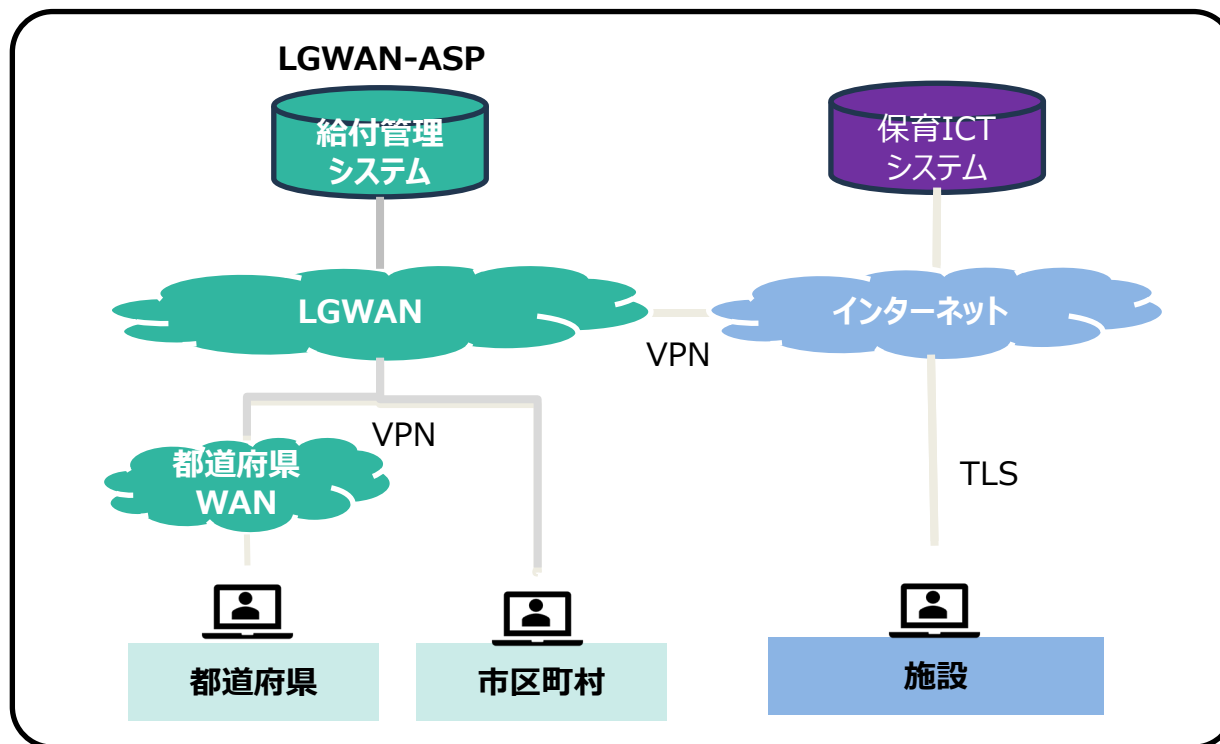 LGWAN-ASP
給付管理
システム
保育ICT
システム
LGWAN
インターネット
VPN
VPN
都道府県
WAN
TLS
都道府県
市区町村
施設